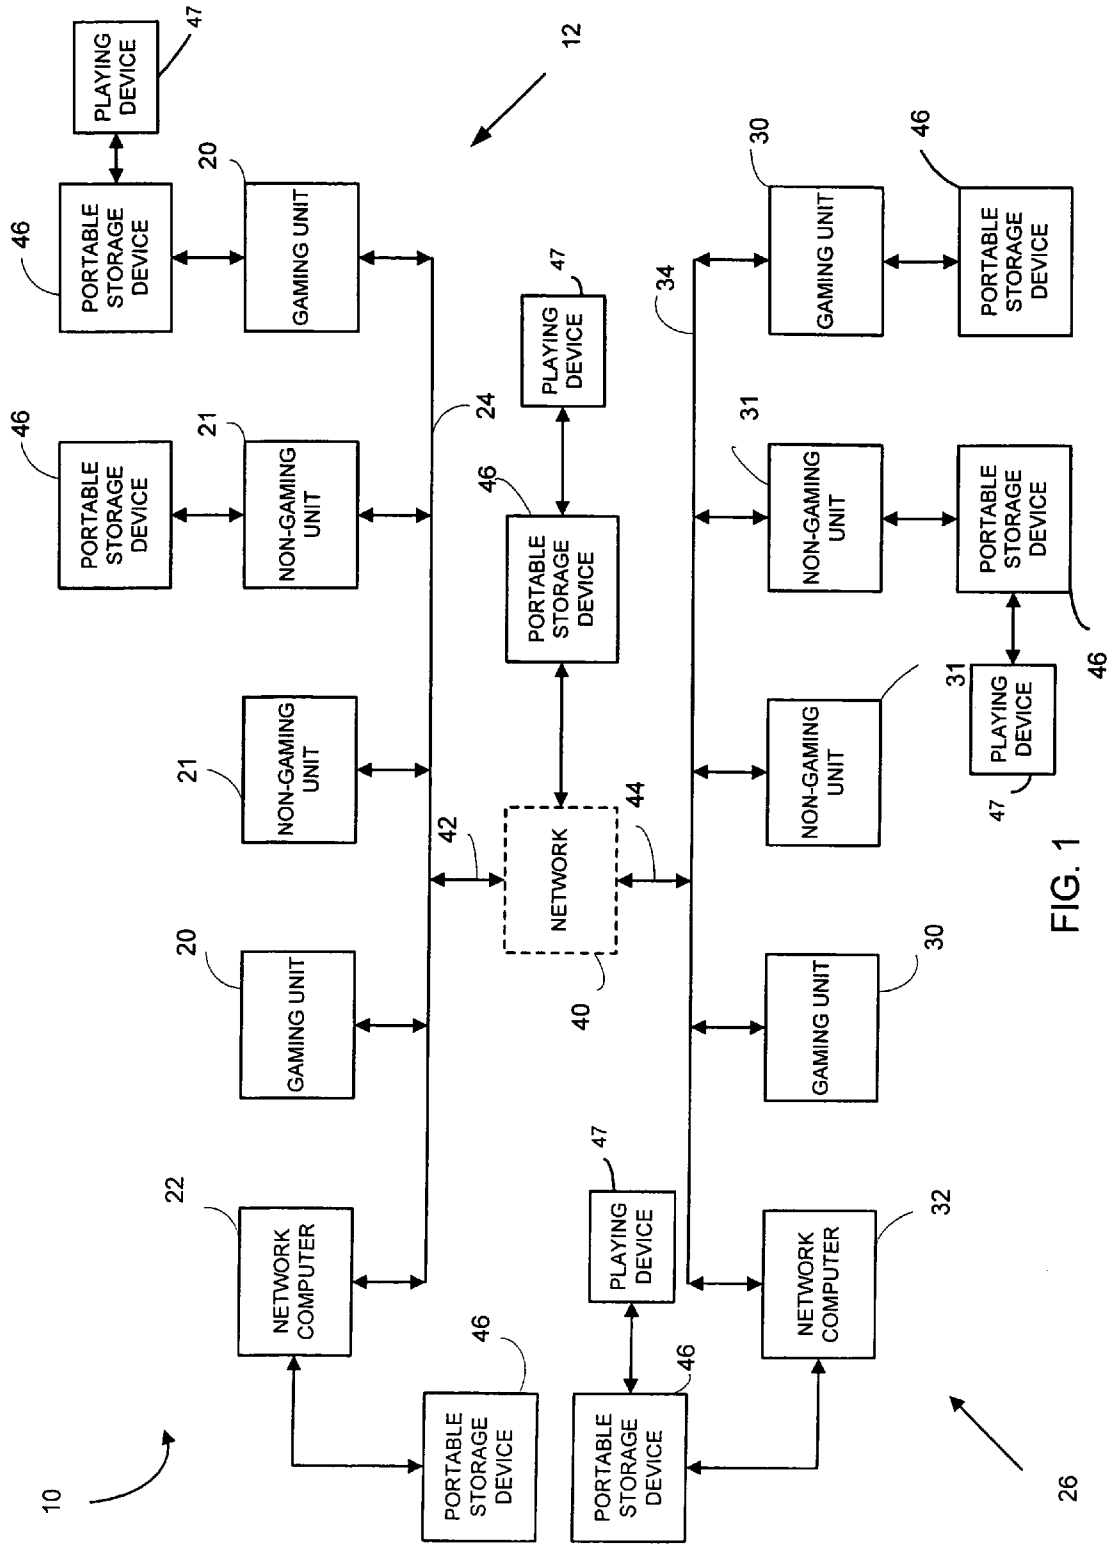 10
22
NETWORK
COMPUTER
PORTABLE
STORAGE
DEVICE
46
20
GAMING UNIT
21
NON-GAMING
UNIT
46
PORTABLE
STORAGE
DEVICE
21
NON-GAMING
UNIT
46
PORTABLE
STORAGE
DEVICE
20
GAMING UNIT
PLAYING
DEVICE
47
24
12
42
NETWORK
40
44
46
PORTABLE
STORAGE
DEVICE
47
PLAYING
DEVICE
34
PORTABLE
STORAGE
DEVICE
46
47
PLAYING
DEVICE
NETWORK
COMPUTER
32
26
GAMING UNIT
30
NON-GAMING
UNIT
31
31
NON-GAMING
UNIT
PORTABLE
STORAGE
DEVICE
46
PLAYING
DEVICE
47
30
GAMING UNIT
46
PORTABLE
STORAGE
DEVICE
FIG. 1